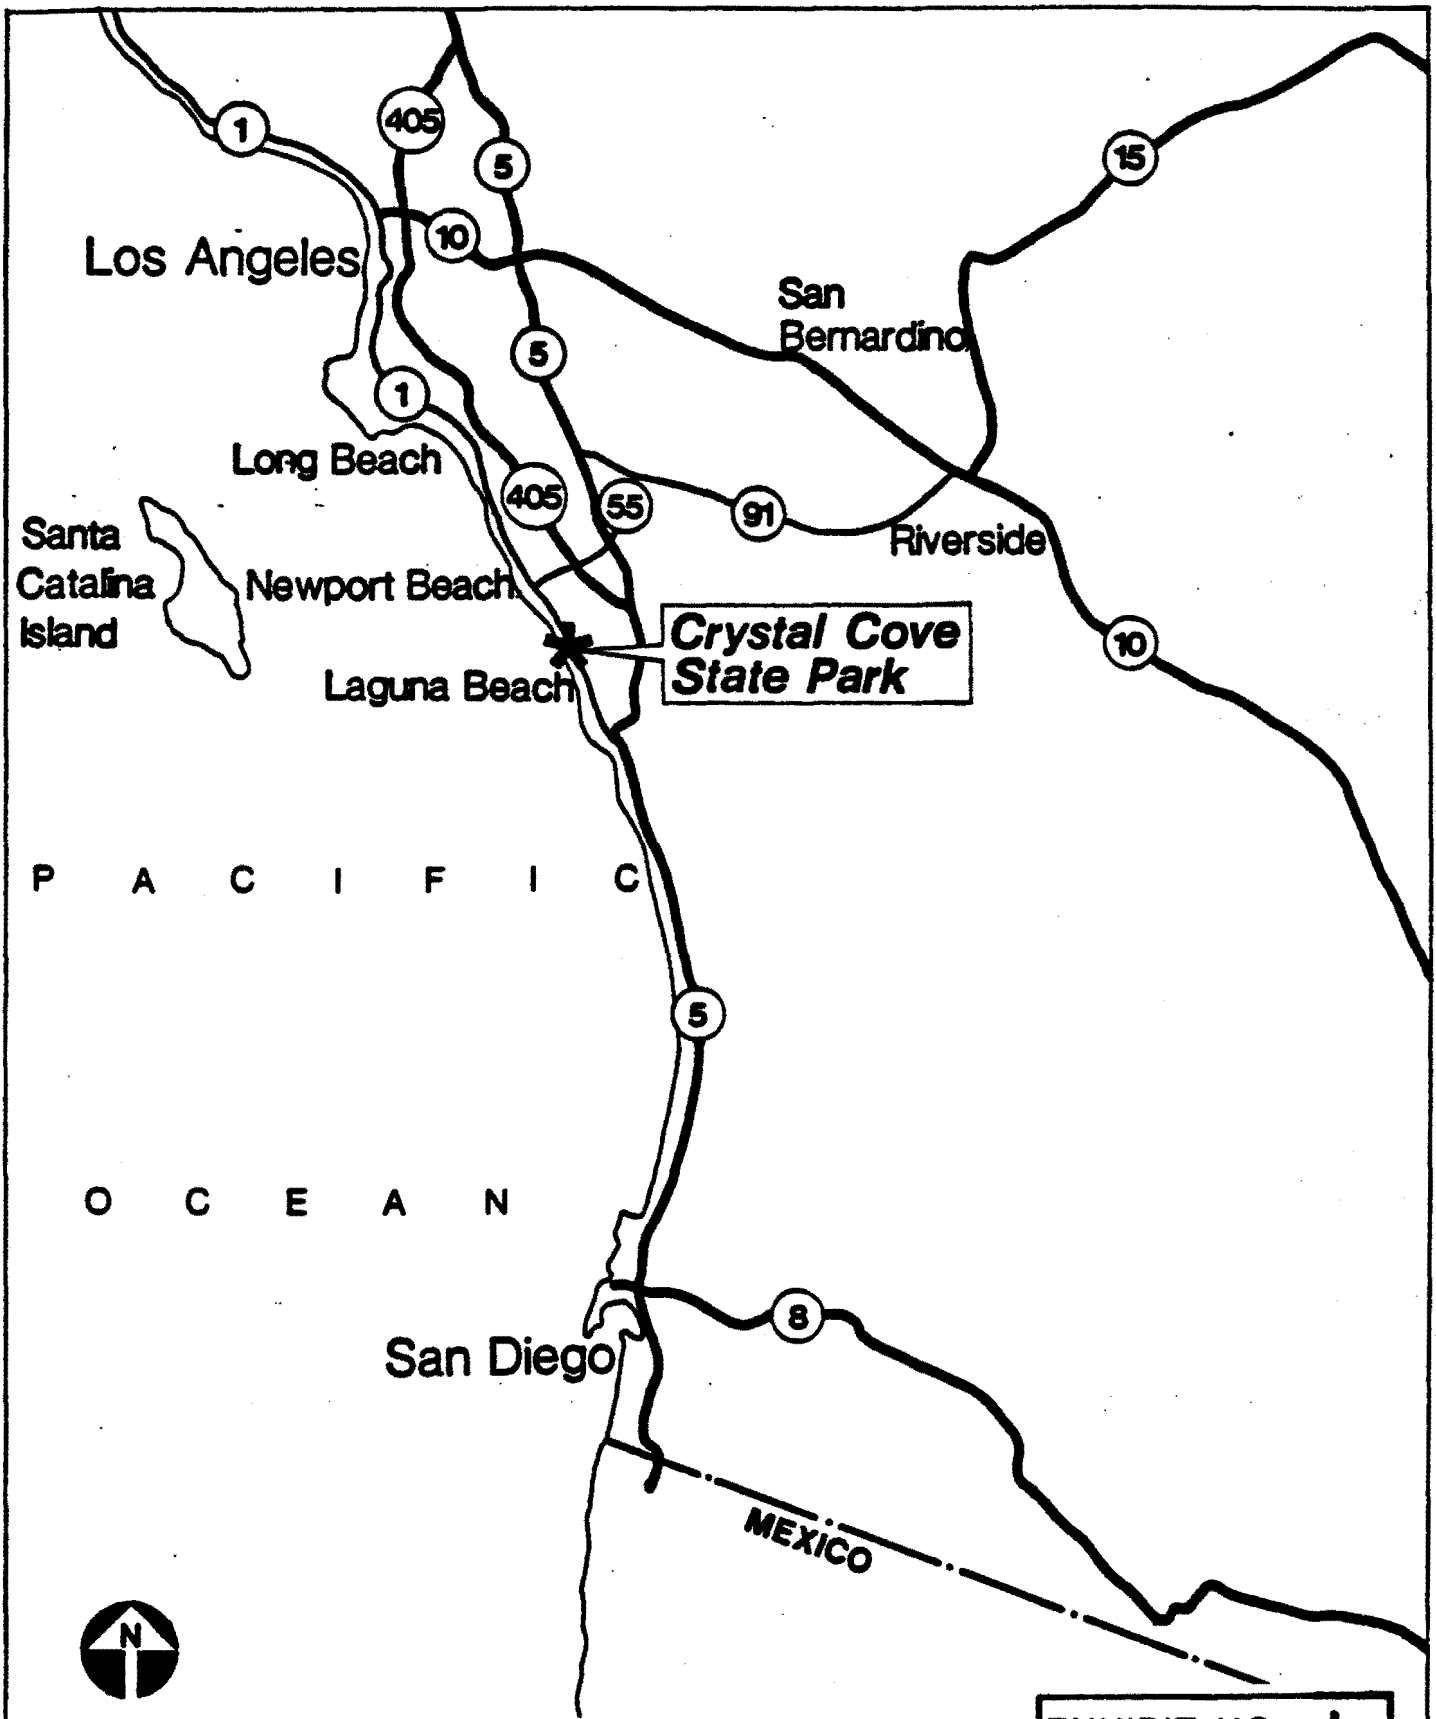 405
1
5
15
10
Los Angeles
San
Bernardino
5
1
Long Beach
405
55
91
Santa
Catalina
Island
Riverside
Newport Beach
Crystal Cove
State Park
10
Laguna Beach
P A C I F I C
5
O C E A N
8
San Diego
MEXICO
N